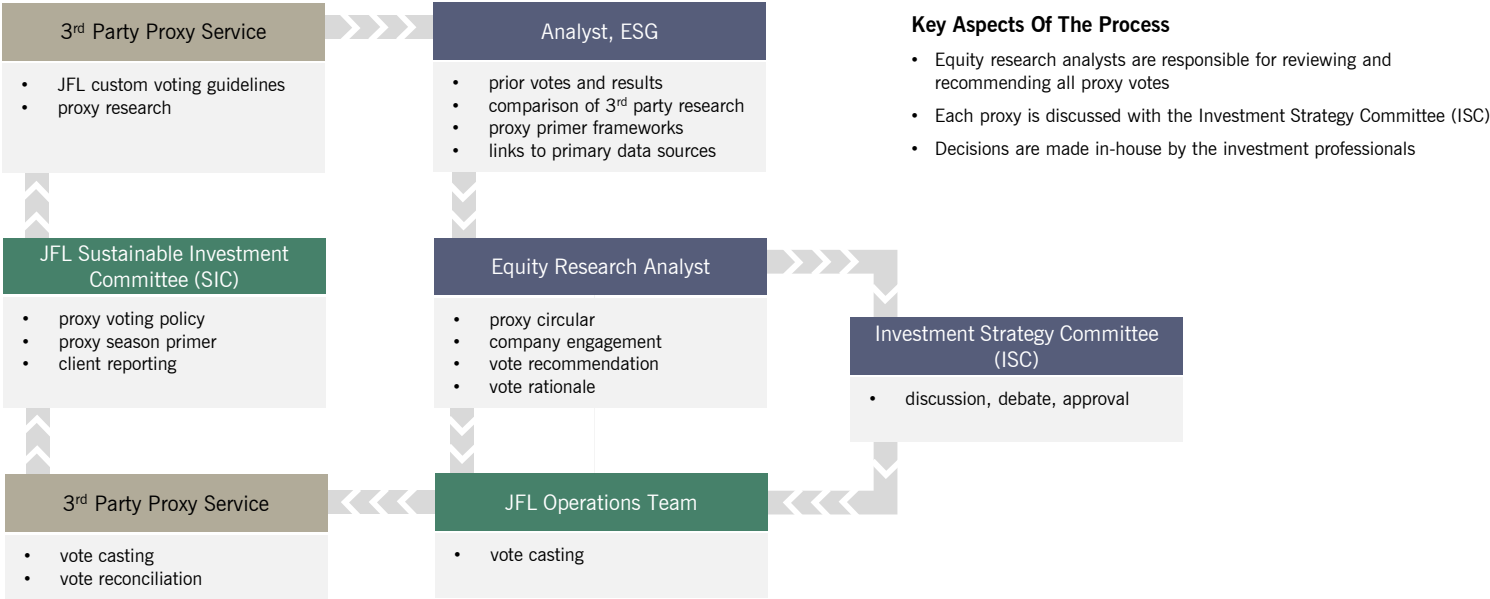 3rd Party Proxy Service
• JFL custom voting guidelines
• proxy research
Analyst, ESG
• prior votes and results
• comparison of 3rd party research
• proxy primer frameworks
• links to primary data sources
Key Aspects Of The Process
• Equity research analysts are responsible for reviewing and
recommending all proxy votes
• Each proxy is discussed with the Investment Strategy Committee (ISC)
• Decisions are made in-house by the investment professionals
JFL Sustainable Investment
Committee (SIC)
• proxy voting policy
• proxy season primer
• client reporting
Equity Research Analyst
• proxy circular
• company engagement
• vote recommendation
• vote rationale
Investment Strategy Committee
(ISC)
• discussion, debate, approval
3rd Party Proxy Service
• vote casting
• vote reconciliation
JFL Operations Team
• vote casting